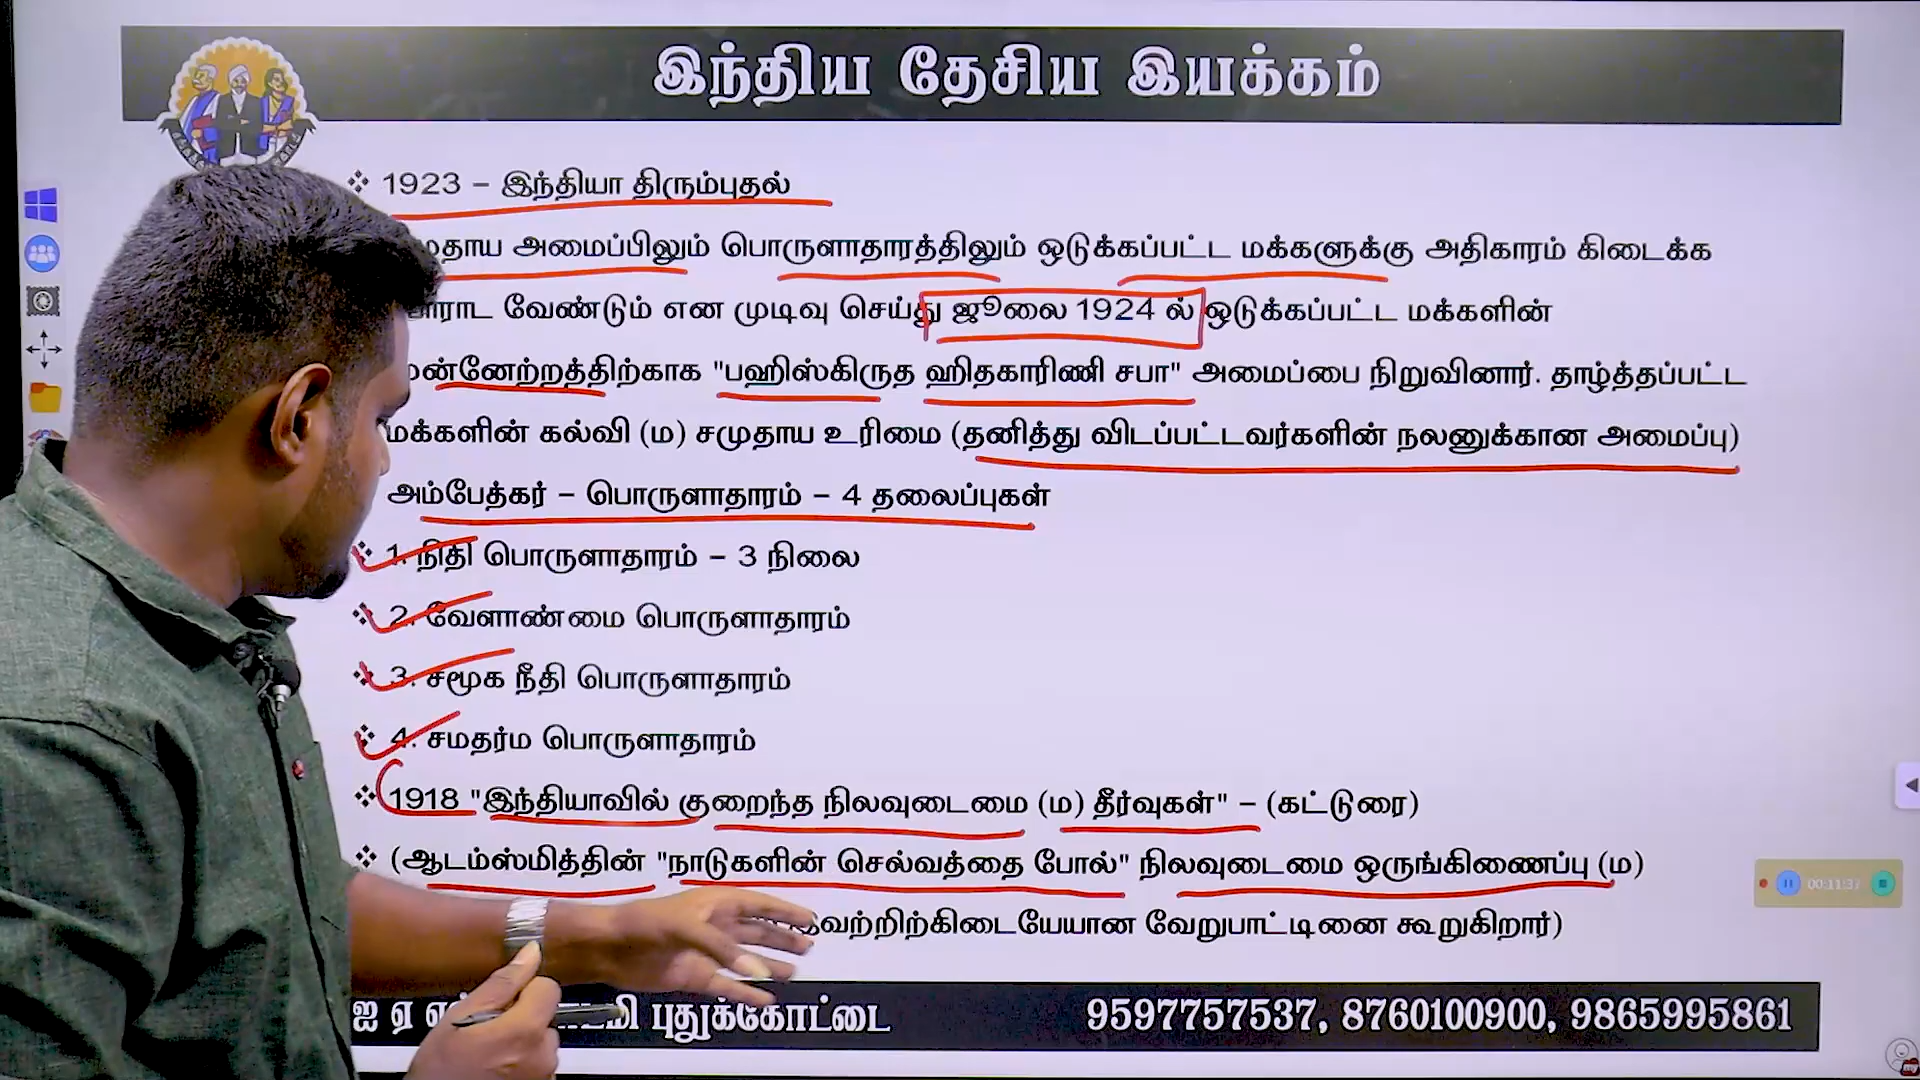 இந்திய தேசிய இயக்கம்
❖ 1923 – இந்தியா திரும்புதல்
அமைப்பிலும் பொருளாதாரத்திலும் ஒடுக்கப்பட்ட மக்களுக்கு அதிகாரம் கிடைக்க
வேண்டும் என முடிவு செய்து ஜூலை 1924 ல் ஒடுக்கப்பட்ட மக்களின்
"பஹிஸ்கிருத ஹிதகாரிணி சபா" அமைப்பை நிறுவினார். தாழ்த்தப்பட்ட
மக்களின் கல்வி (ம) சமுதாய உரிமை (தனித்து விடப்பட்டவர்களின் நலனுக்கான அமைப்பு)
அம்பேத்கர் – பொருளாதாரம் – 4 தலைப்புகள்
❖ 1. நிதி பொருளாதாரம் – 3 நிலை
❖ 2. வேளாண்மை பொருளாதாரம்
❖ 3. சமூக நீதி பொருளாதாரம்
❖ 4. சமதர்ம பொருளாதாரம்
❖ 1918 "இந்தியாவில் குறைந்த நிலவுடைமை (ம) தீர்வுகள்" – (கட்டுரை)
❖ (ஆடம்ஸ்மித்தின் "நாடுகளின் செல்வத்தை போல்" நிலவுடைமை ஒருங்கிணைப்பு (ம)
வேறுபாட்டினை கூறுகிறார்)
00:11:37
ஐ ஏ புதுக்கோட்டை 9597757537, 8760100900, 9865995861